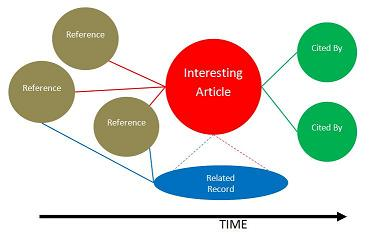 Reference
Cited By
Interesting
Article
Reference
Reference
Cited By
Related
Record
TIME